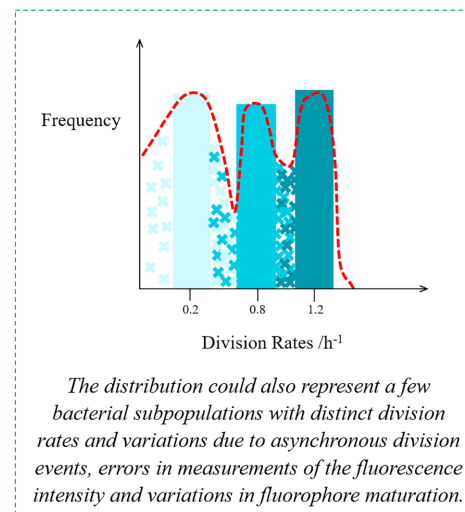 Frequency
0.2 0.8 1.2
Division Rates /h⁻¹
The distribution could also represent a few
bacterial subpopulations with distinct division
rates and variations due to asynchronous division
events, errors in measurements of the fluorescence
intensity and variations in fluorophore maturation.